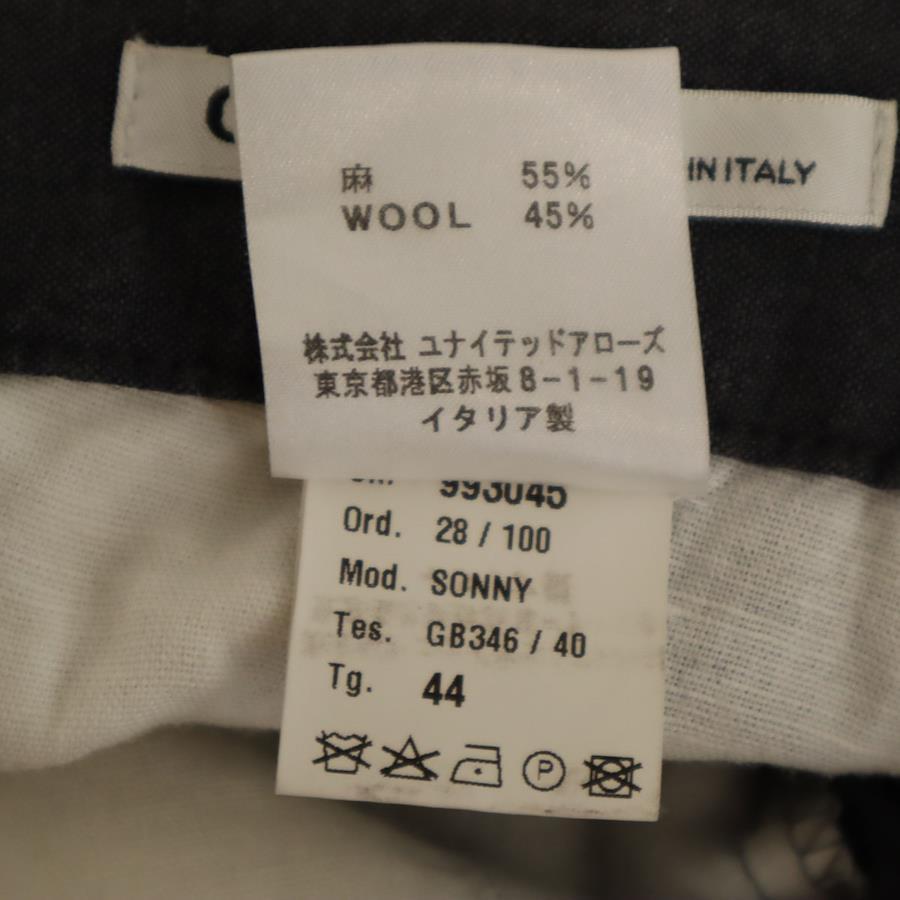 IN ITALY
麻 55%
WOOL 45%
株式会社 ユナイテッドアローズ
東京都港区赤坂8-1-19
イタリア製
993045
Ord. 28 / 100
Mod. SONNY
Tes. GB346 / 40
Tg. 44
P